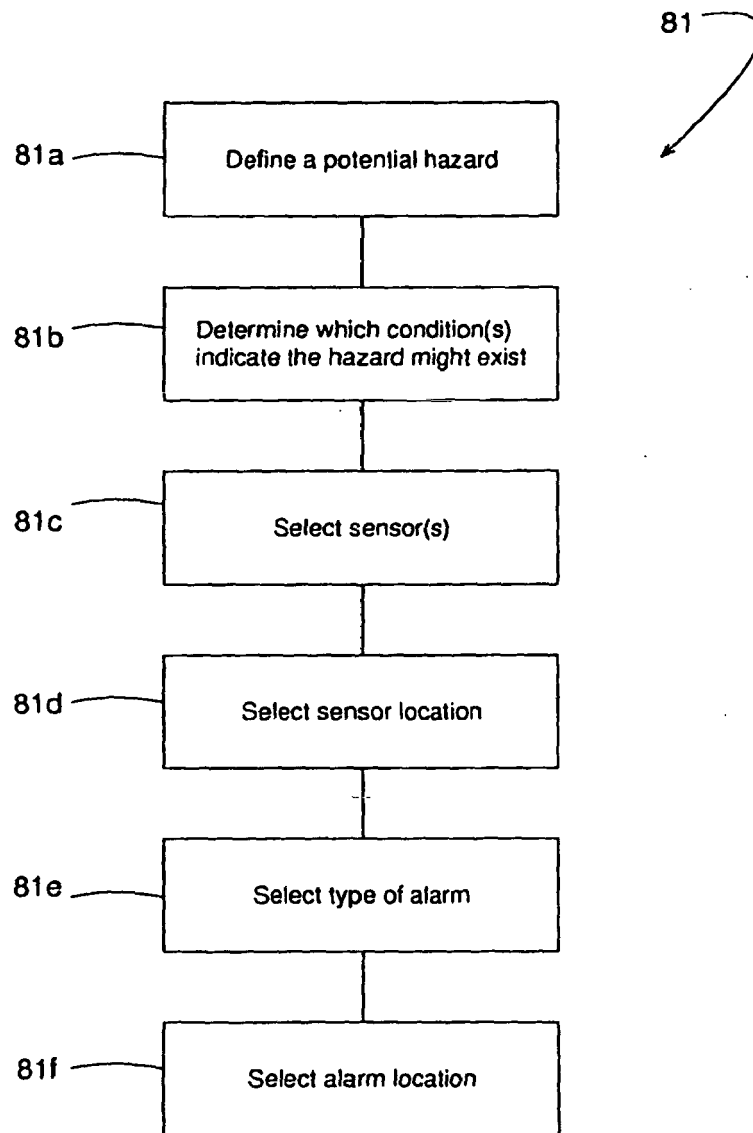 81
81a
Define a potential hazard
81b
Determine which condition(s)
indicate the hazard might exist
81c
Select sensor(s)
81d
Select sensor location
81e
Select type of alarm
81f
Select alarm location